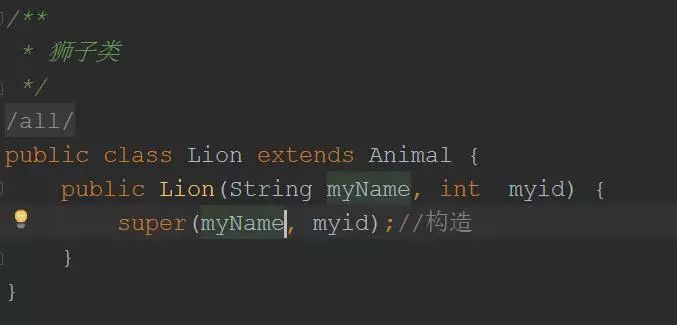 /**
 * 狮子类
 */
/all/
public class Lion extends Animal {
    public Lion(String myName, int  myid) {
        super(myName, myid);//构造
    }
}